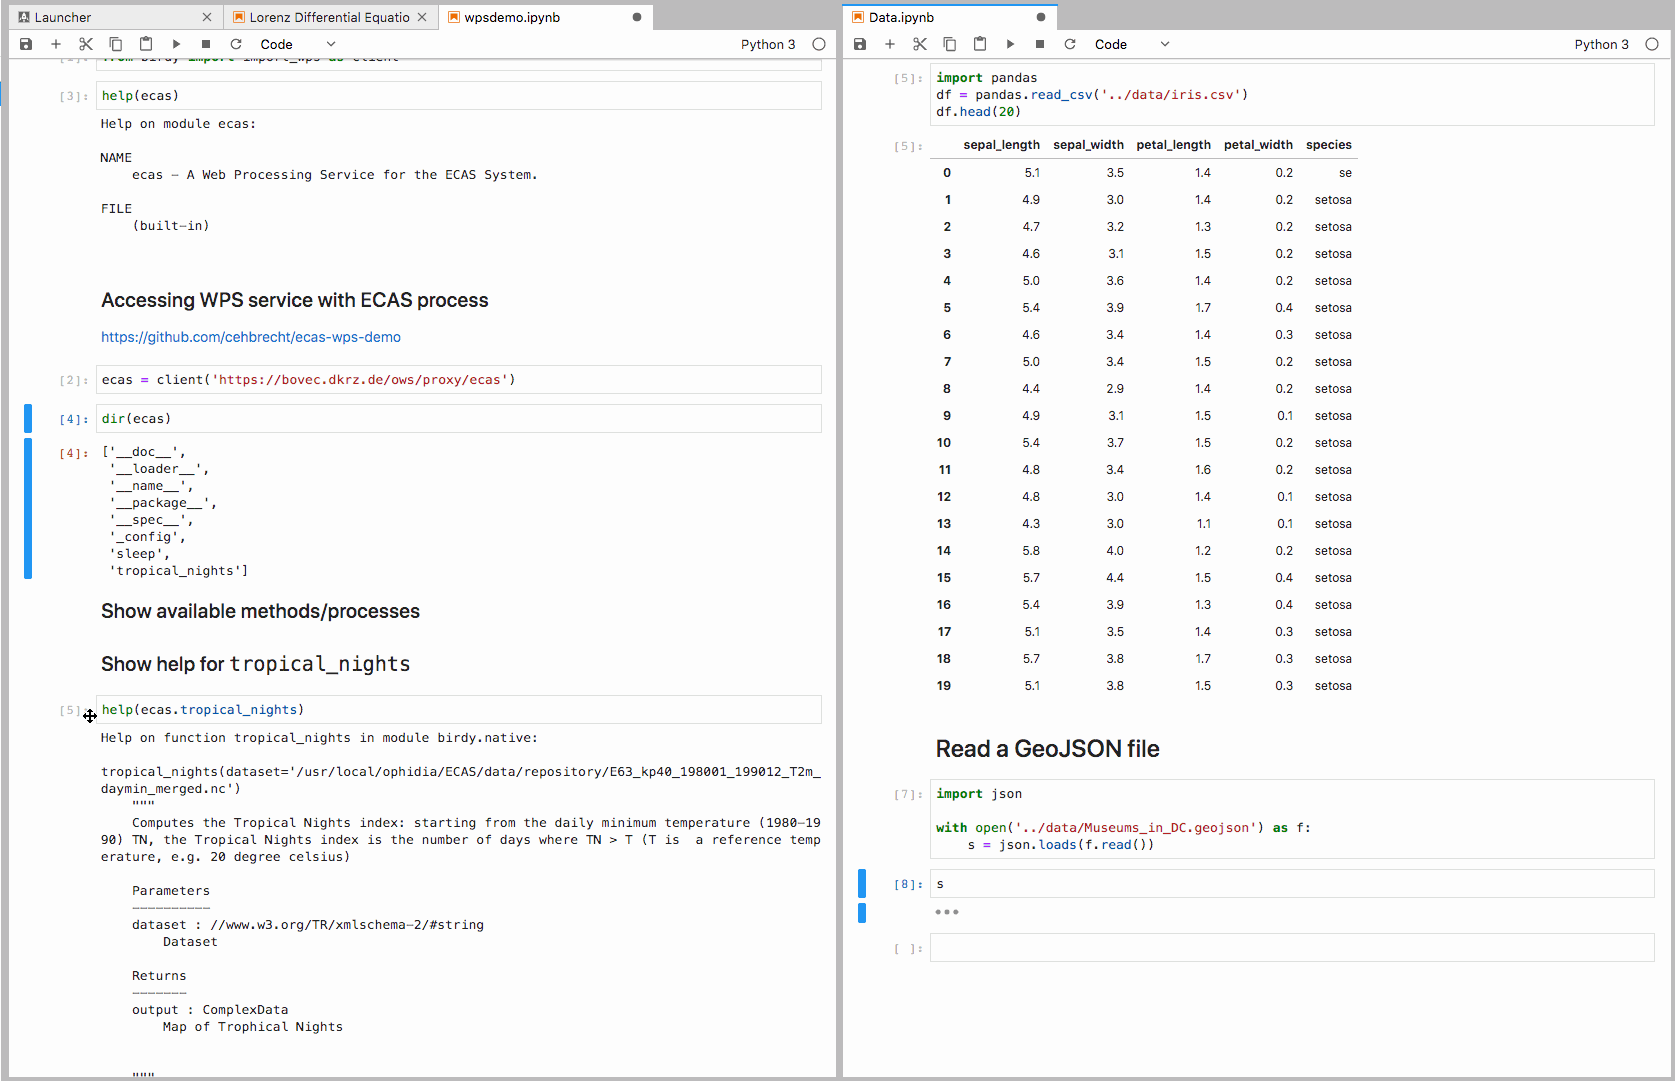 Launcher
Lorenz Differential Equatio
wpsdemo.ipynb
Code
Python 3
[3]:
help(ecas)
Help on module ecas:
NAME
ecas - A Web Processing Service for the ECAS System.
FILE
(built-in)
Accessing WPS service with ECAS process
https://github.com/cehbrecht/ecas-wps-demo
[2]:
ecas = client('https://bovec.dkrz.de/ows/proxy/ecas')
[4]:
dir(ecas)
[4]:
['__doc__',
'__loader__',
'__name__',
'__package__',
'__spec__',
'_config',
'sleep',
'tropical_nights']
Show available methods/processes
Show help for tropical_nights
[5]:
help(ecas.tropical_nights)
Help on function tropical_nights in module birdy.native:
tropical_nights(dataset='/usr/local/ophidia/ECAS/data/repository/E63_kp40_198001_199012_T2m_
daymin_merged.nc')
"""
Computes the Tropical Nights index: starting from the daily minimum temperature (1980-19
90) TN, the Tropical Nights index is the number of days where TN > T (T is  a reference temp
erature, e.g. 20 degree celsius)
Parameters
----------
dataset : //www.w3.org/TR/xmlschema-2/#string
Dataset
Returns
-------
output : ComplexData
Map of Trophical Nights
"""
Data.ipynb
Code
Python 3
[5]:
import pandas
df = pandas.read_csv('../data/iris.csv')
df.head(20)
[5]:
sepal_length sepal_width petal_length petal_width species
0 5.1 3.5 1.4 0.2 se
1 4.9 3.0 1.4 0.2 setosa
2 4.7 3.2 1.3 0.2 setosa
3 4.6 3.1 1.5 0.2 setosa
4 5.0 3.6 1.4 0.2 setosa
5 5.4 3.9 1.7 0.4 setosa
6 4.6 3.4 1.4 0.3 setosa
7 5.0 3.4 1.5 0.2 setosa
8 4.4 2.9 1.4 0.2 setosa
9 4.9 3.1 1.5 0.1 setosa
10 5.4 3.7 1.5 0.2 setosa
11 4.8 3.4 1.6 0.2 setosa
12 4.8 3.0 1.4 0.1 setosa
13 4.3 3.0 1.1 0.1 setosa
14 5.8 4.0 1.2 0.2 setosa
15 5.7 4.4 1.5 0.4 setosa
16 5.4 3.9 1.3 0.4 setosa
17 5.1 3.5 1.4 0.3 setosa
18 5.7 3.8 1.7 0.3 setosa
19 5.1 3.8 1.5 0.3 setosa
Read a GeoJSON file
[7]:
import json
with open('../data/Museums_in_DC.geojson') as f:
s = json.loads(f.read())
[8]:
s
[ ]: